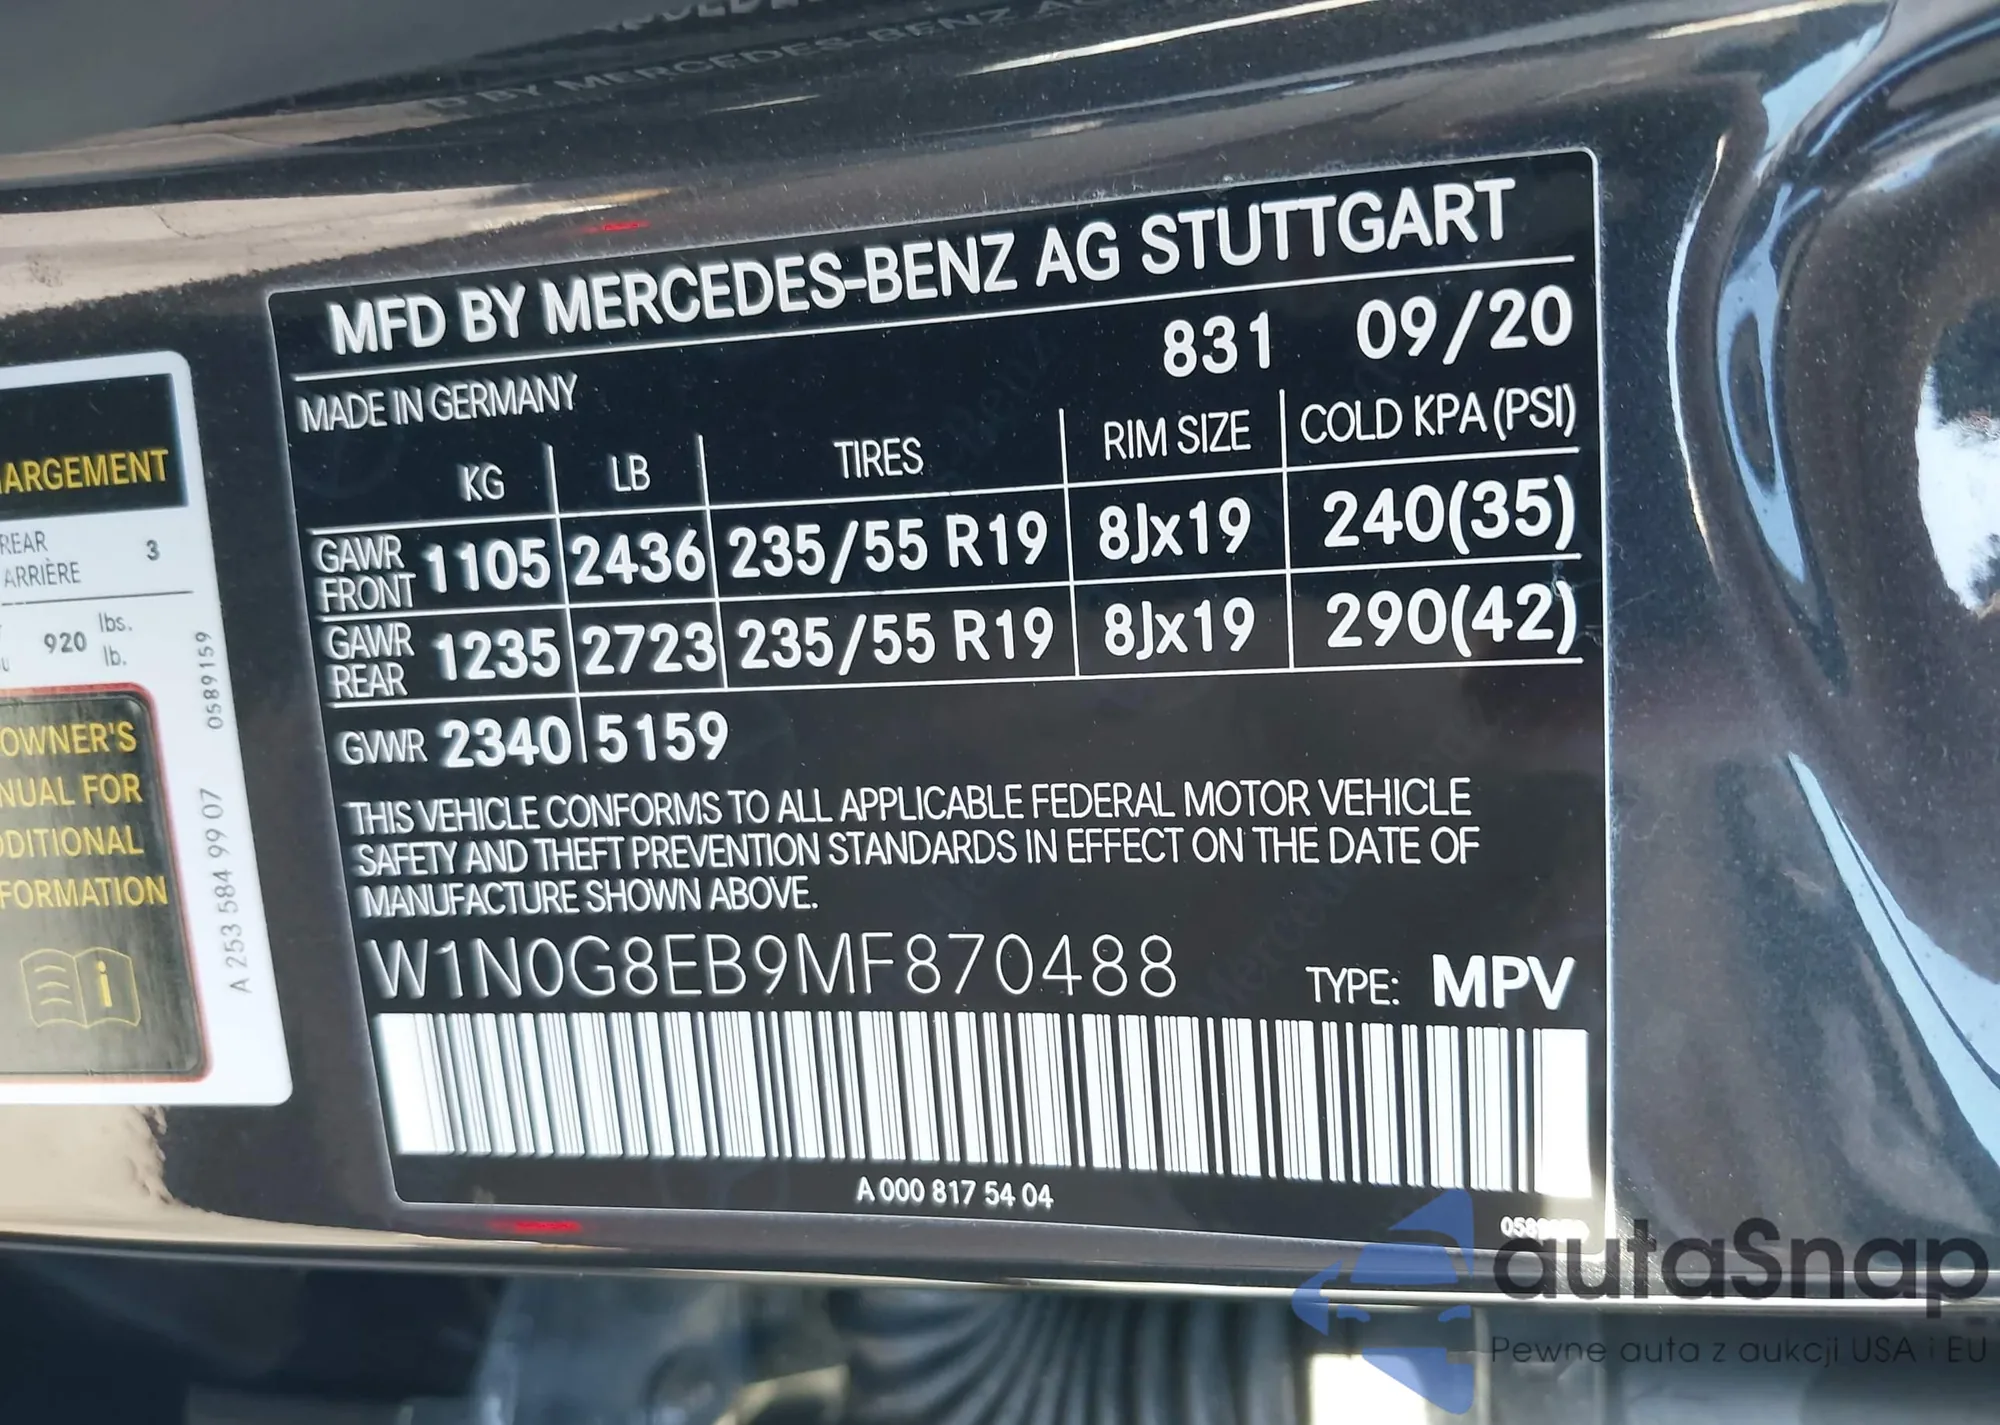 MERCEDES-BENZ
BY MERCEDES-BENZ
MFD BY MERCEDES-BENZ AG STUTTGART
831 09/20
MADE IN GERMANY
KG LB TIRES RIM SIZE COLD KPA (PSI)
GAWR FRONT 1105 2436 235/55 R19 8Jx19 240(35)
GAWR REAR 1235 2723 235/55 R19 8Jx19 290(42)
GVWR 2340 5159
THIS VEHICLE CONFORMS TO ALL APPLICABLE FEDERAL MOTOR VEHICLE
SAFETY AND THEFT PREVENTION STANDARDS IN EFFECT ON THE DATE OF
MANUFACTURE SHOWN ABOVE.
W1N0G8EB9MF870488 TYPE: MPV
A 000 817 54 04
ARGEMENT
REAR
ARRIÈRE 3
920 lbs.
lb.
0589159
OWNER'S
NUAL FOR
DDITIONAL
FORMATION
i
A 253 584 99 07
autaSnap
Pewne auta z aukcji USA i EU